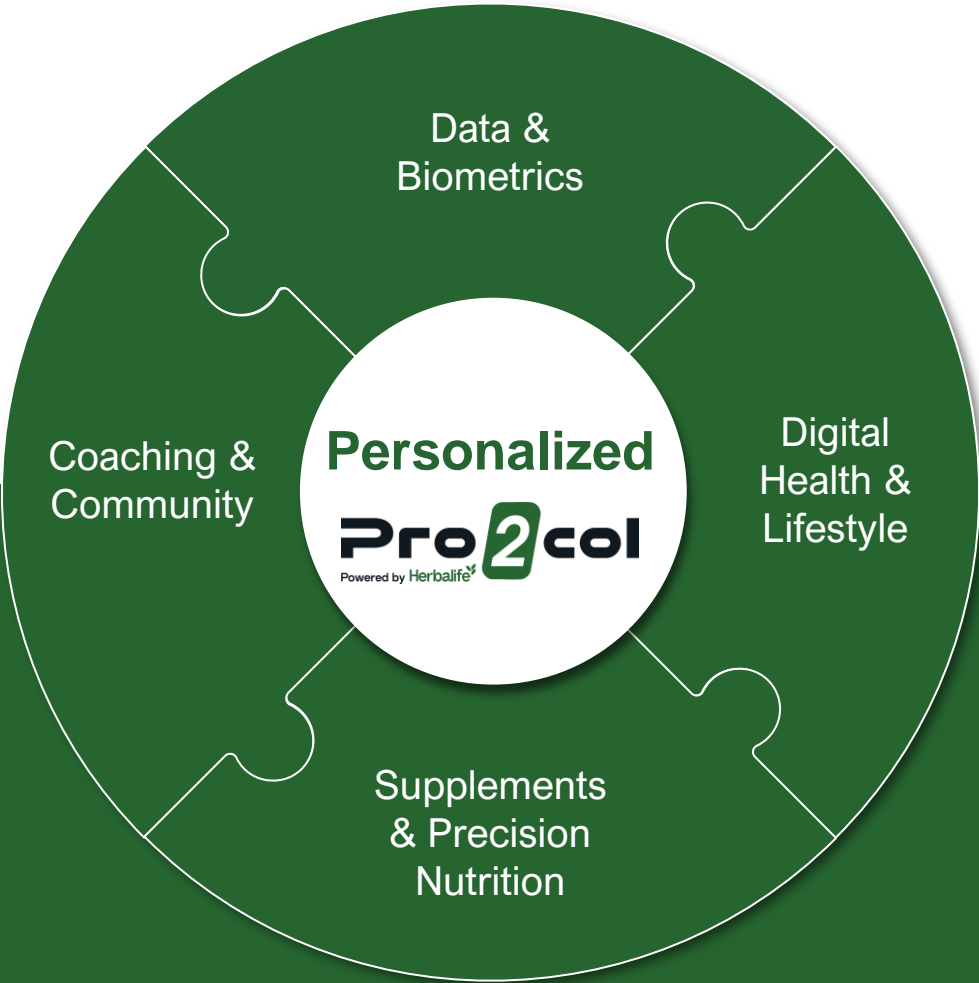 Data &
Biometrics
Coaching &
Community
Personalized
Pro2col
Powered by Herbalife
Digital
Health &
Lifestyle
Supplements
& Precision
Nutrition